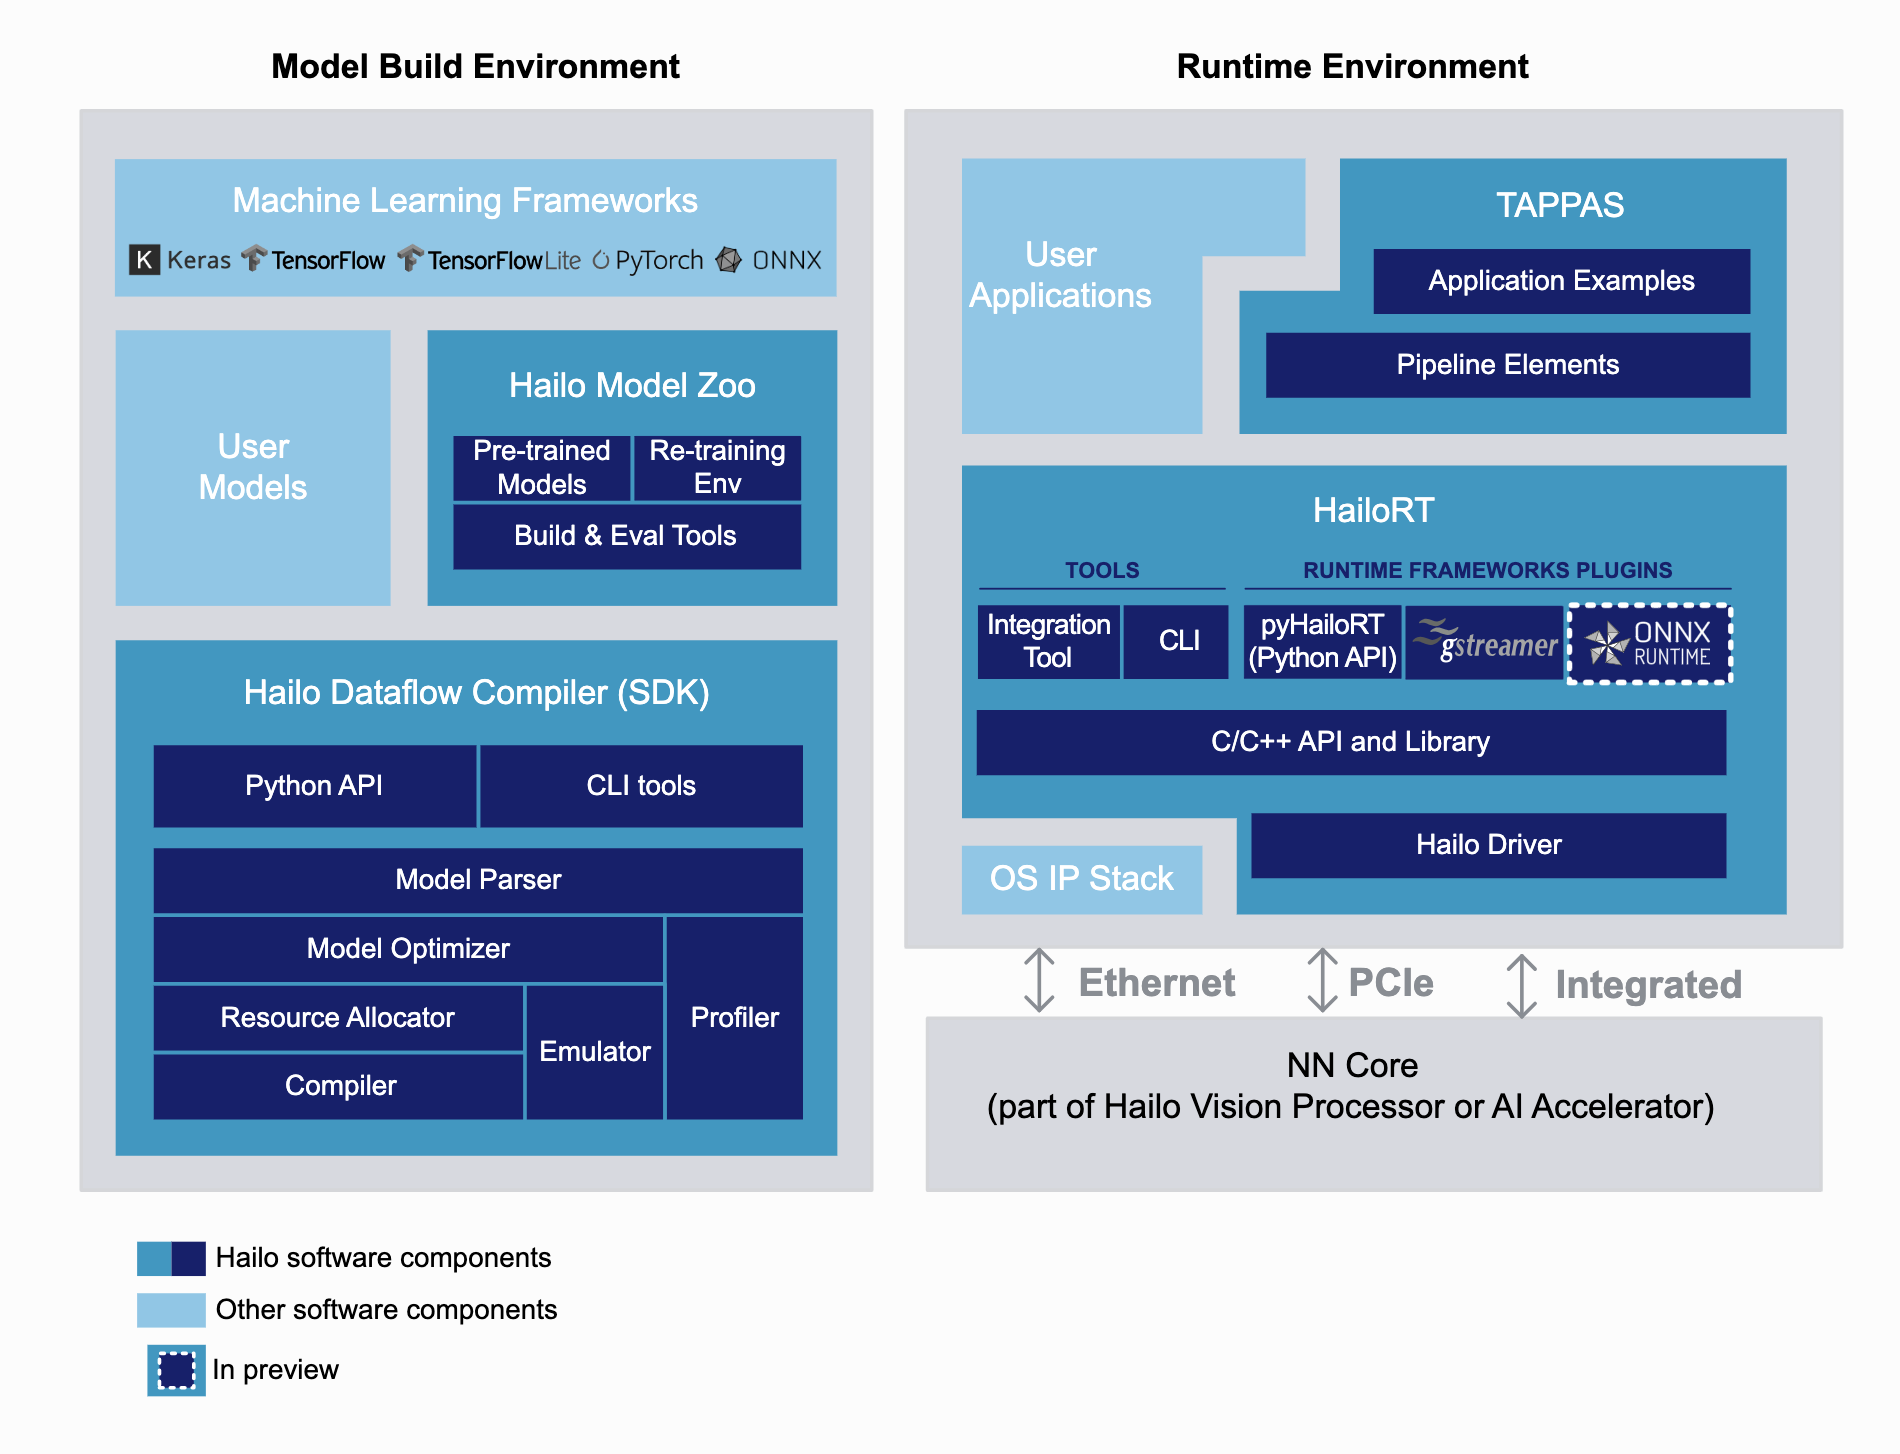 Model Build Environment
Machine Learning Frameworks
K Keras TensorFlow TensorFlow Lite PyTorch ONNX
User
Models
Hailo Model Zoo
Pre-trained
Models
Re-training
Env
Build & Eval Tools
Hailo Dataflow Compiler (SDK)
Python API
CLI tools
Model Parser
Model Optimizer
Resource Allocator
Compiler
Emulator
Profiler
Runtime Environment
User
Applications
TAPPAS
Application Examples
Pipeline Elements
HailoRT
TOOLS
Integration
Tool
CLI
RUNTIME FRAMEWORKS PLUGINS
pyHailoRT
(Python API)
gstreamer
ONNX
RUNTIME
C/C++ API and Library
Hailo Driver
OS IP Stack
Ethernet
PCIe
Integrated
NN Core
(part of Hailo Vision Processor or AI Accelerator)
Hailo software components
Other software components
In preview